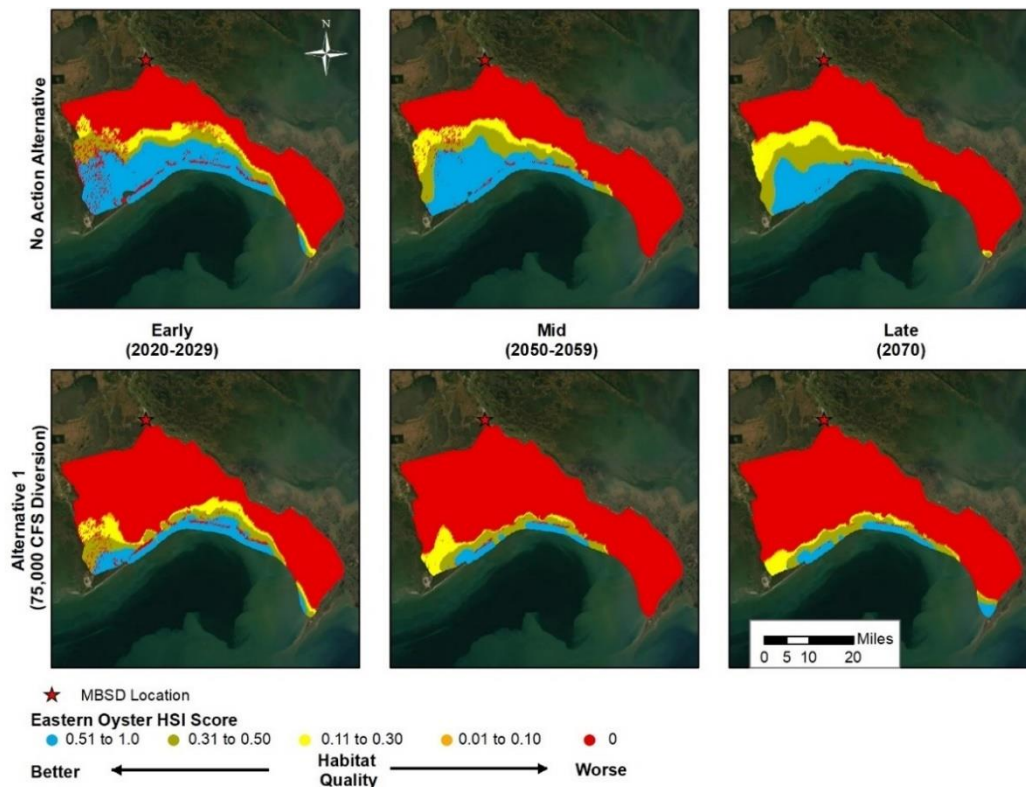 N
No Action Alternative
Early
(2020-2029)
Mid
(2050-2059)
Late
(2070)
Alternative 1
(75,000 CFS Diversion)
Miles
0 5 10 20
MBSD Location
Eastern Oyster HSI Score
0.51 to 1.0 0.31 to 0.50 0.11 to 0.30 0.01 to 0.10 0
Better Habitat Quality Worse